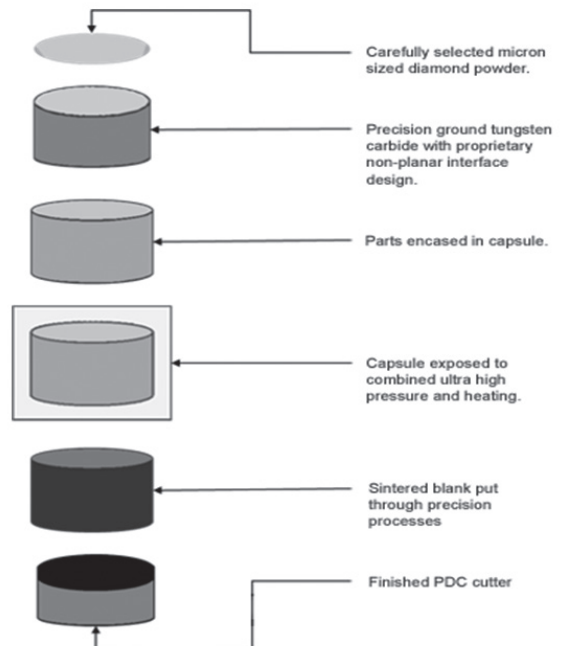 Carefully selected micron
sized diamond powder.
Precision ground tungsten
carbide with proprietary
non-planar interface
design.
Parts encased in capsule.
Capsule exposed to
combined ultra high
pressure and heating.
Sintered blank put
through precision
processes
Finished PDC cutter